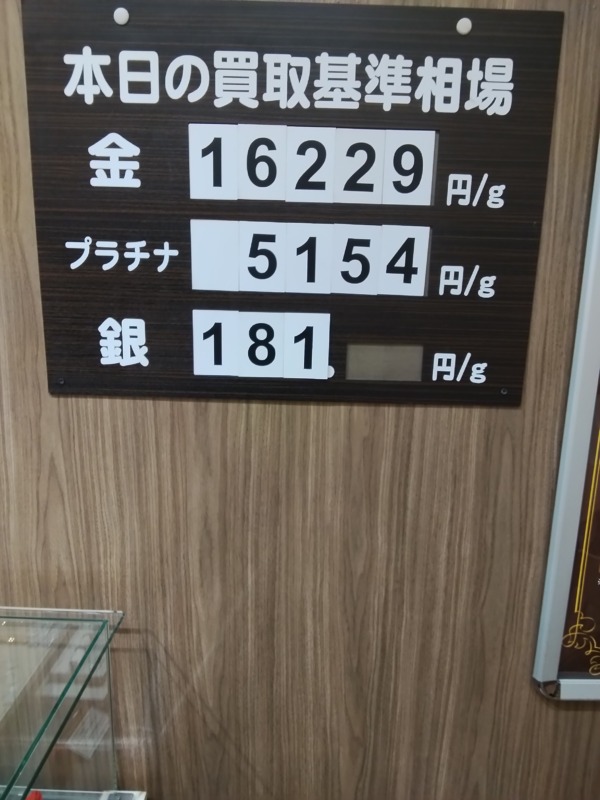 本日の買取基準相場
金 16229 円/g
プラチナ 5154 円/g
銀 181. 円/g